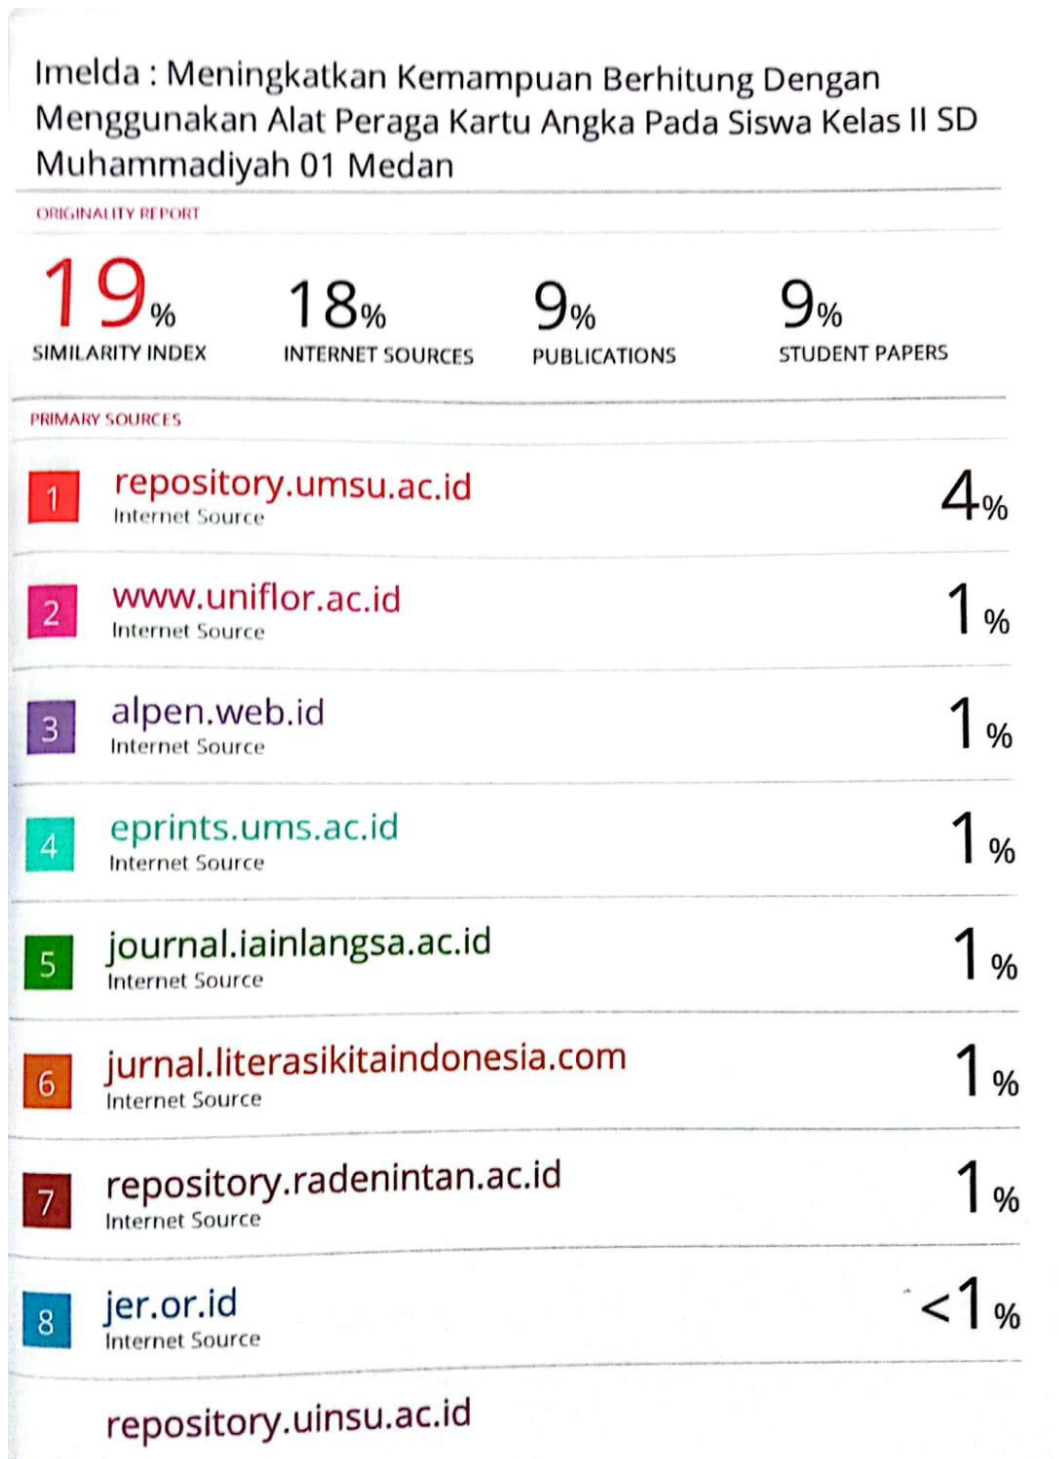 Imelda : Meningkatkan Kemampuan Berhitung Dengan
Menggunakan Alat Peraga Kartu Angka Pada Siswa Kelas II SD
Muhammadiyah 01 Medan
ORIGINALITY REPORT
19% 18% 9% 9%
SIMILARITY INDEX INTERNET SOURCES PUBLICATIONS STUDENT PAPERS
PRIMARY SOURCES
1 repository.umsu.ac.id 4%
Internet Source
2 www.uniflor.ac.id 1%
Internet Source
3 alpen.web.id 1%
Internet Source
4 eprints.ums.ac.id 1%
Internet Source
5 journal.iainlangsa.ac.id 1%
Internet Source
6 jurnal.literasikitaindonesia.com 1%
Internet Source
7 repository.radenintan.ac.id 1%
Internet Source
8 jer.or.id <1%
Internet Source
repository.uinsu.ac.id